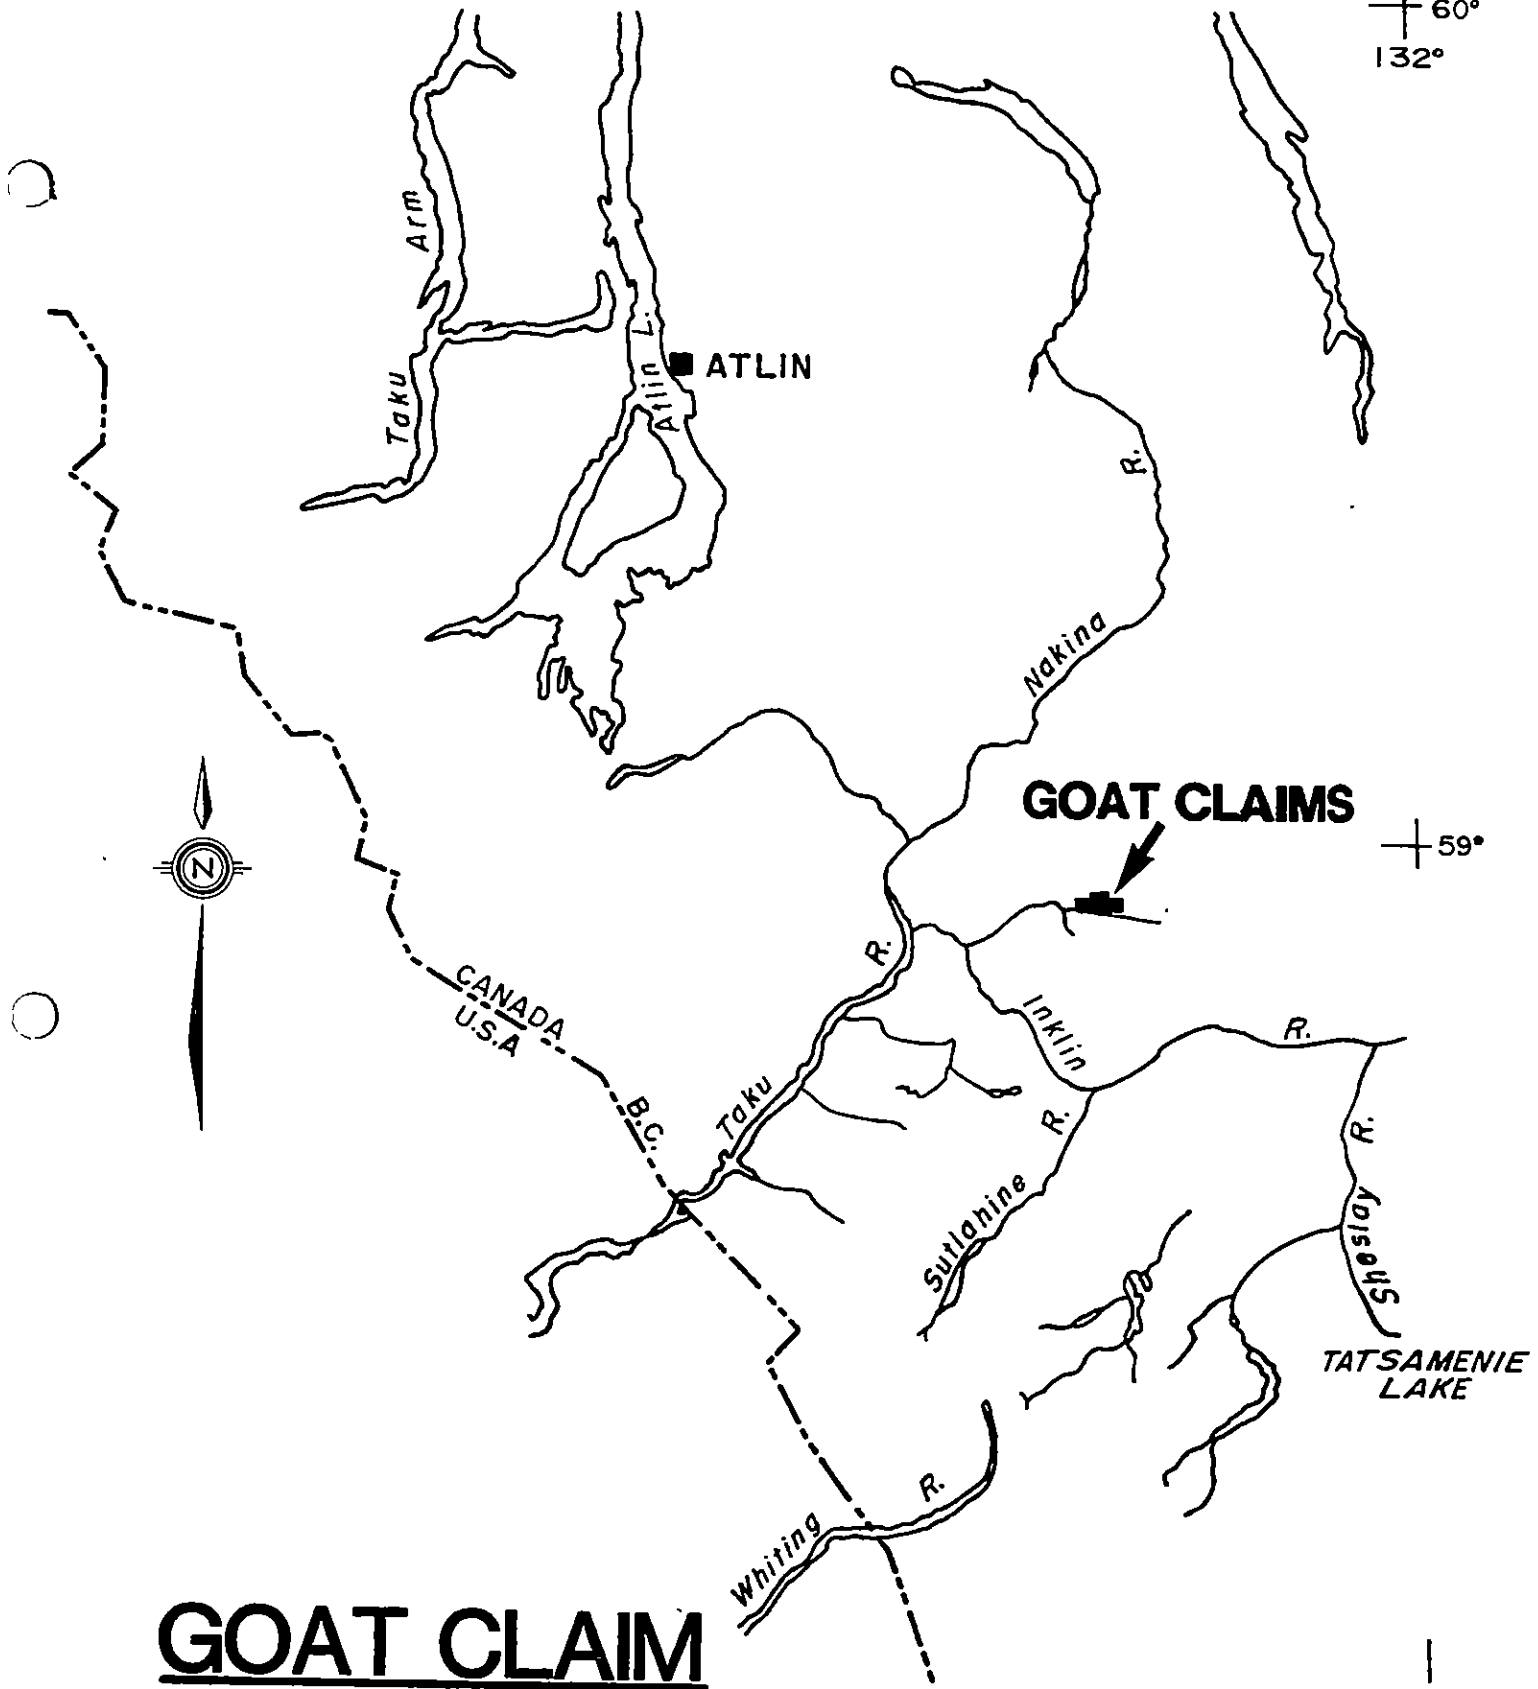 60°
132°
Taku Arm
Atlin L.
ATLIN
Nakina R.
GOAT CLAIMS
59°
N
CANADA
U.S.A
B.C.
Taku R.
Inklin R.
Sutlahine R.
Sheslay R.
TATSAMENIE
LAKE
Whiting R.
GOAT CLAIM